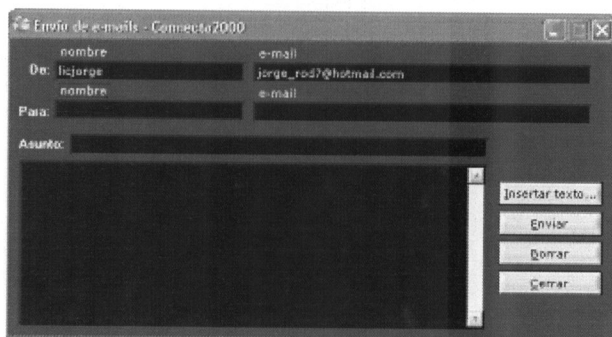 Envío de e-mails - Connecta2000
nombre e-mail
De: licjorge jorge_rod7@hotmail.com
nombre e-mail
Para:
Asunto:
Insertar texto...
Enviar
Borrar
Cerrar